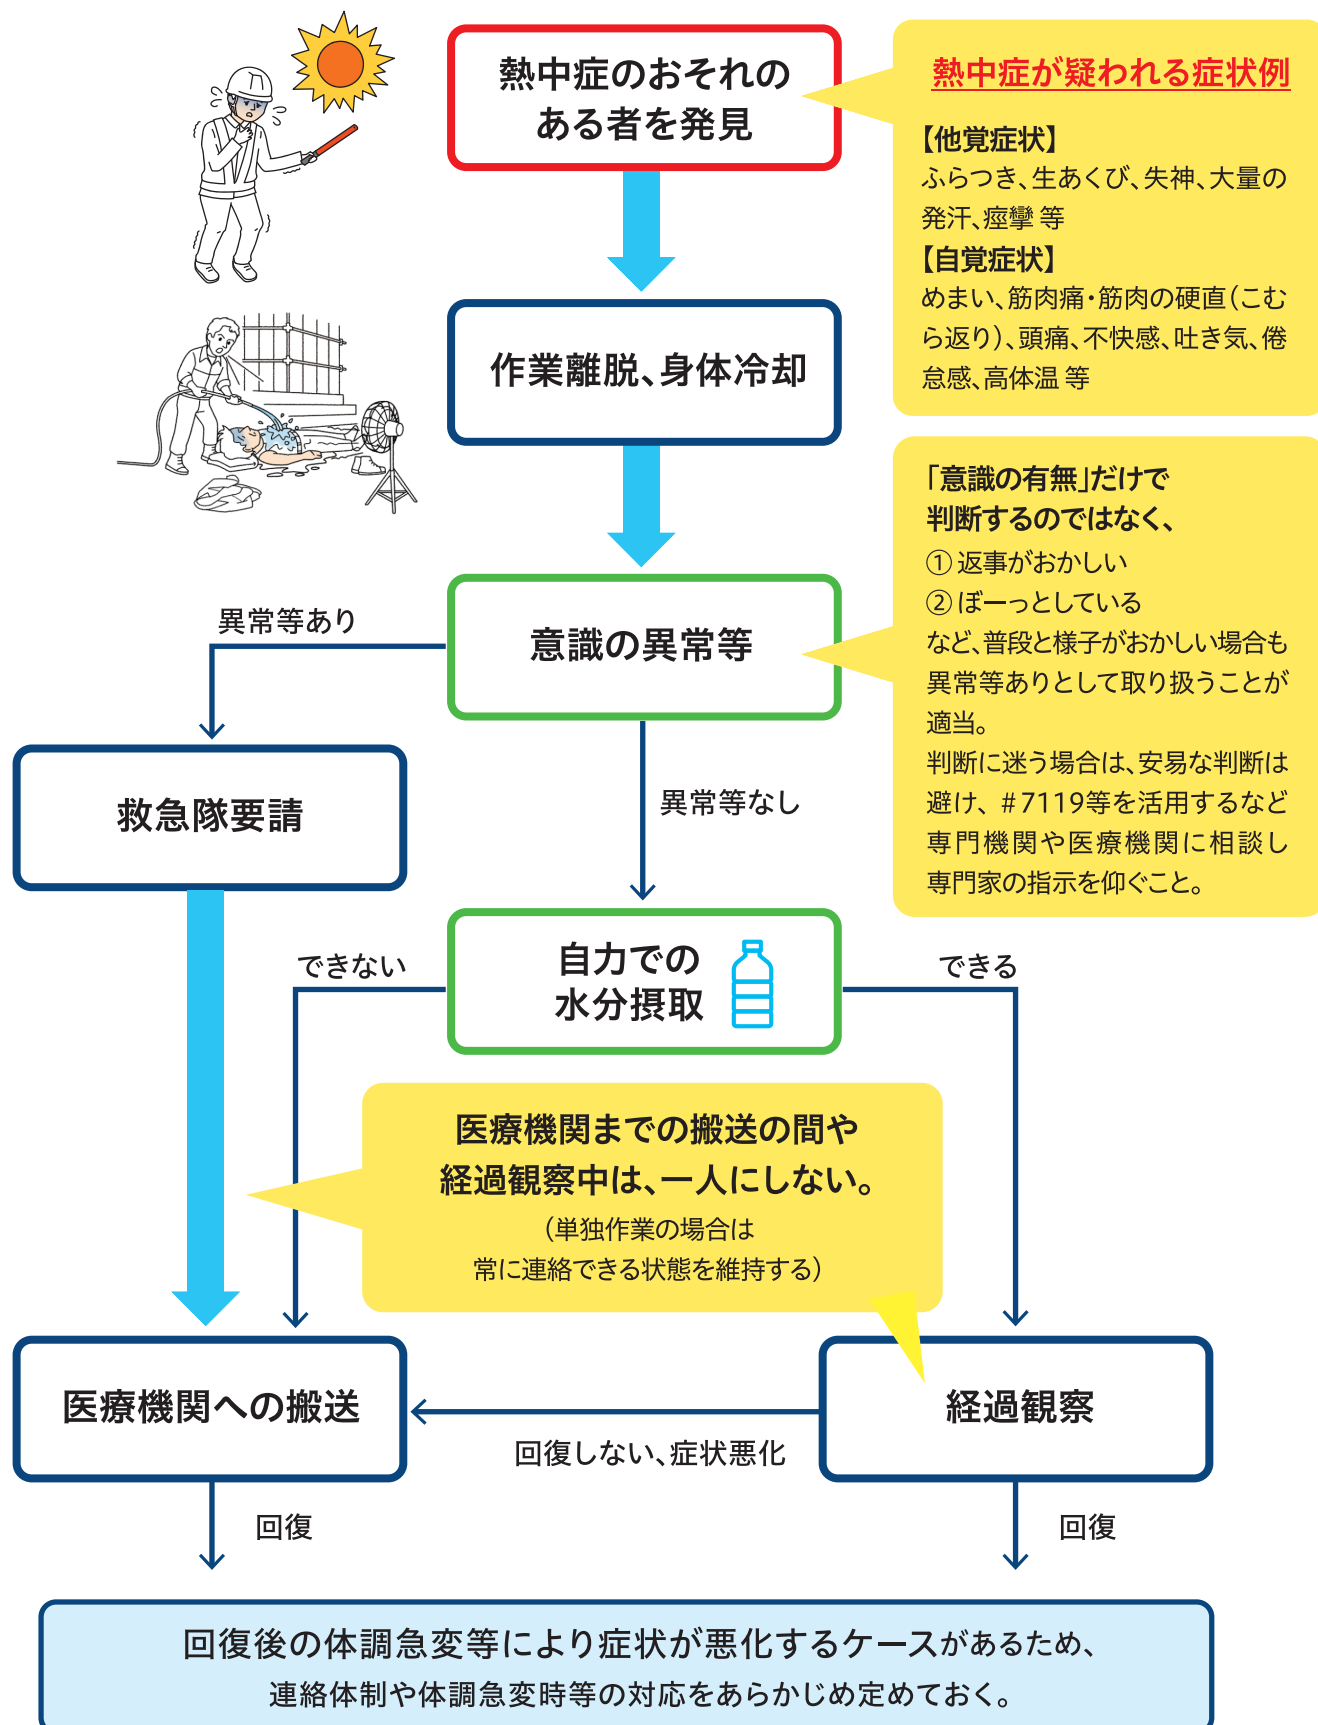 熱中症のおそれの
ある者を発見
熱中症が疑われる症状例
【他覚症状】
ふらつき、生あくび、失神、大量の
発汗、痙攣 等
【自覚症状】
めまい、筋肉痛・筋肉の硬直（こむ
ら返り）、頭痛、不快感、吐き気、倦
怠感、高体温 等
作業離脱、身体冷却
「意識の有無」だけで
判断するのではなく、
① 返事がおかしい
② ぼーっとしている
など、普段と様子がおかしい場合も
異常等ありとして取り扱うことが
適当。
判断に迷う場合は、安易な判断は
避け、＃7119等を活用するなど
専門機関や医療機関に相談し
専門家の指示を仰ぐこと。
意識の異常等
異常等あり
救急隊要請
異常等なし
自力での
水分摂取
できない
できる
医療機関までの搬送の間や
経過観察中は、一人にしない。
（単独作業の場合は
常に連絡できる状態を維持する）
医療機関への搬送
経過観察
回復しない、症状悪化
回復
回復
回復後の体調急変等により症状が悪化するケースがあるため、
連絡体制や体調急変時等の対応をあらかじめ定めておく。